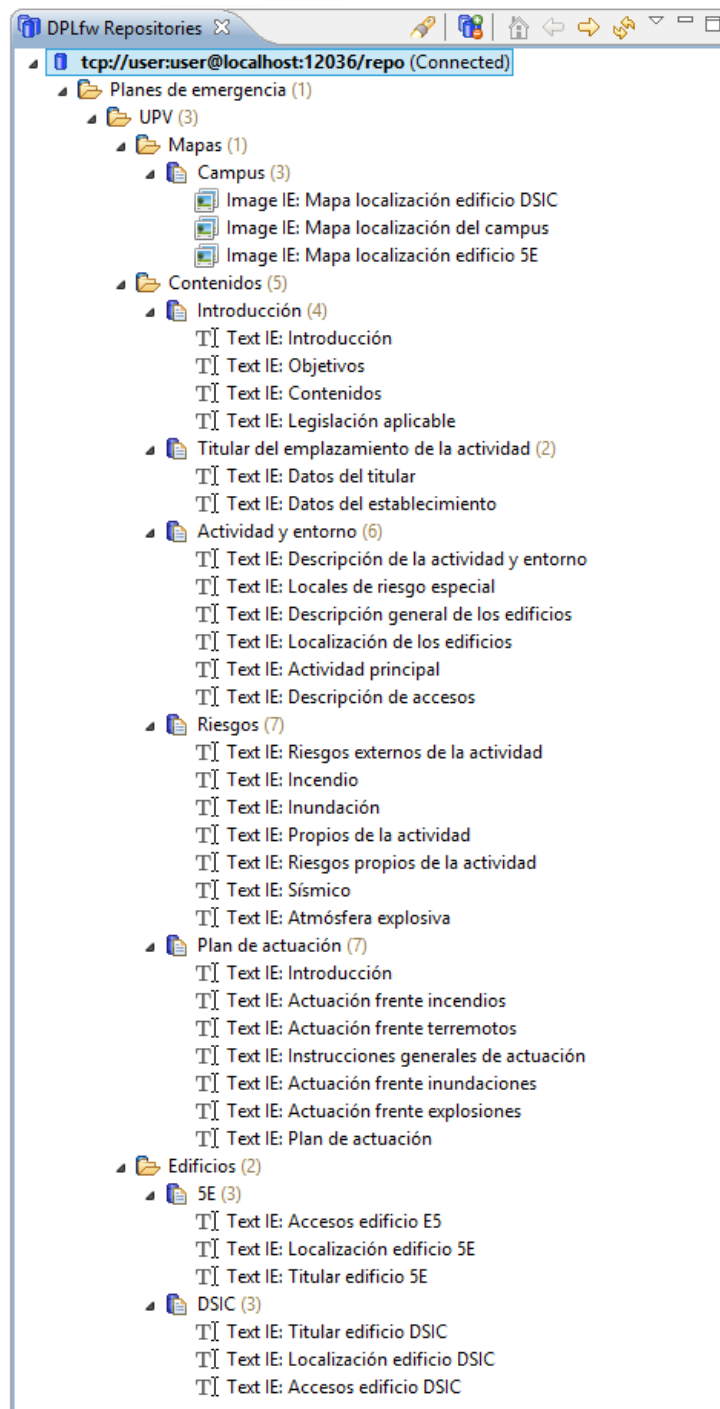 DPLfw Repositories
tcp://user:user@localhost:12036/repo (Connected)
Planes de emergencia (1)
UPV (3)
Mapas (1)
Campus (3)
Image IE: Mapa localización edificio DSIC
Image IE: Mapa localización del campus
Image IE: Mapa localización edificio 5E
Contenidos (5)
Introducción (4)
Text IE: Introducción
Text IE: Objetivos
Text IE: Contenidos
Text IE: Legislación aplicable
Titular del emplazamiento de la actividad (2)
Text IE: Datos del titular
Text IE: Datos del establecimiento
Actividad y entorno (6)
Text IE: Descripción de la actividad y entorno
Text IE: Locales de riesgo especial
Text IE: Descripción general de los edificios
Text IE: Localización de los edificios
Text IE: Actividad principal
Text IE: Descripción de accesos
Riesgos (7)
Text IE: Riesgos externos de la actividad
Text IE: Incendio
Text IE: Inundación
Text IE: Propios de la actividad
Text IE: Riesgos propios de la actividad
Text IE: Sísmico
Text IE: Atmósfera explosiva
Plan de actuación (7)
Text IE: Introducción
Text IE: Actuación frente incendios
Text IE: Actuación frente terremotos
Text IE: Instrucciones generales de actuación
Text IE: Actuación frente inundaciones
Text IE: Actuación frente explosiones
Text IE: Plan de actuación
Edificios (2)
5E (3)
Text IE: Accesos edificio E5
Text IE: Localización edificio 5E
Text IE: Titular edificio 5E
DSIC (3)
Text IE: Titular edificio DSIC
Text IE: Localización edificio DSIC
Text IE: Accesos edificio DSIC